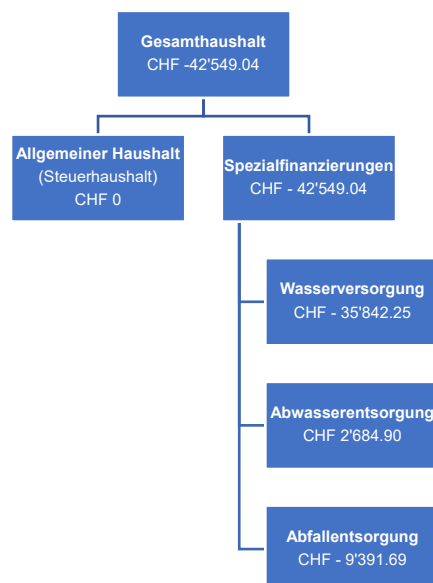 Gesamthaushalt
CHF -42'549.04
Allgemeiner Haushalt
(Steuerhaushalt)
CHF 0
Spezialfinanzierungen
CHF - 42'549.04
Wasserversorgung
CHF - 35'842.25
Abwasserentsorgung
CHF 2'684.90
Abfallentsorgung
CHF - 9'391.69